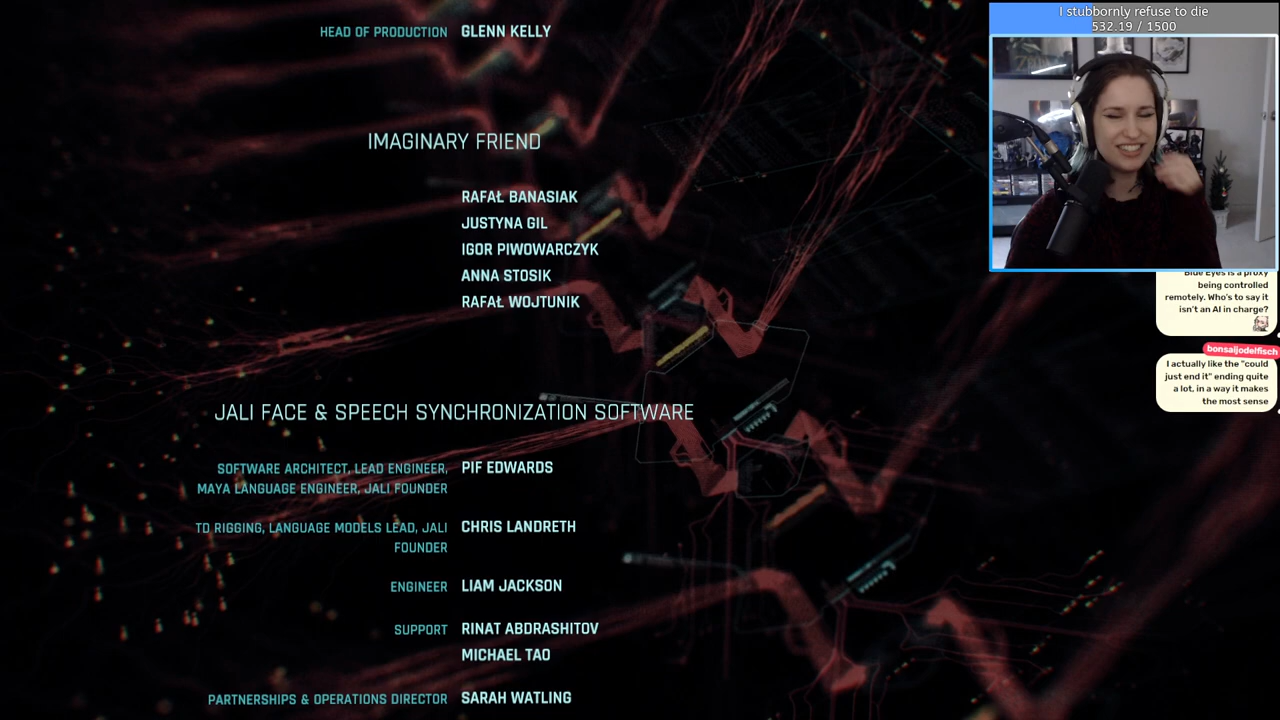 HEAD OF PRODUCTION GLENN KELLY
IMAGINARY FRIEND
RAFAŁ BANASIAK
JUSTYNA GIL
IGOR PIWOWARCZYK
ANNA STOSIK
RAFAŁ WOJTUNIK
JALI FACE & SPEECH SYNCHRONIZATION SOFTWARE
SOFTWARE ARCHITECT, LEAD ENGINEER, PIF EDWARDS
MAYA LANGUAGE ENGINEER, JALI FOUNDER
TD RIGGING, LANGUAGE MODELS LEAD, JALI CHRIS LANDRETH
FOUNDER
ENGINEER LIAM JACKSON
SUPPORT RINAT ABDRASHITOV
MICHAEL TAO
PARTNERSHIPS & OPERATIONS DIRECTOR SARAH WATLING
I stubbornly refuse to die
532.19 / 1500
Blue Eyes is a proxy
being controlled
remotely. Who's to say it
isn't an AI in charge?
bonsaijodelfisch
I actually like the "could
just end it" ending quite
a lot, in a way it makes
the most sense